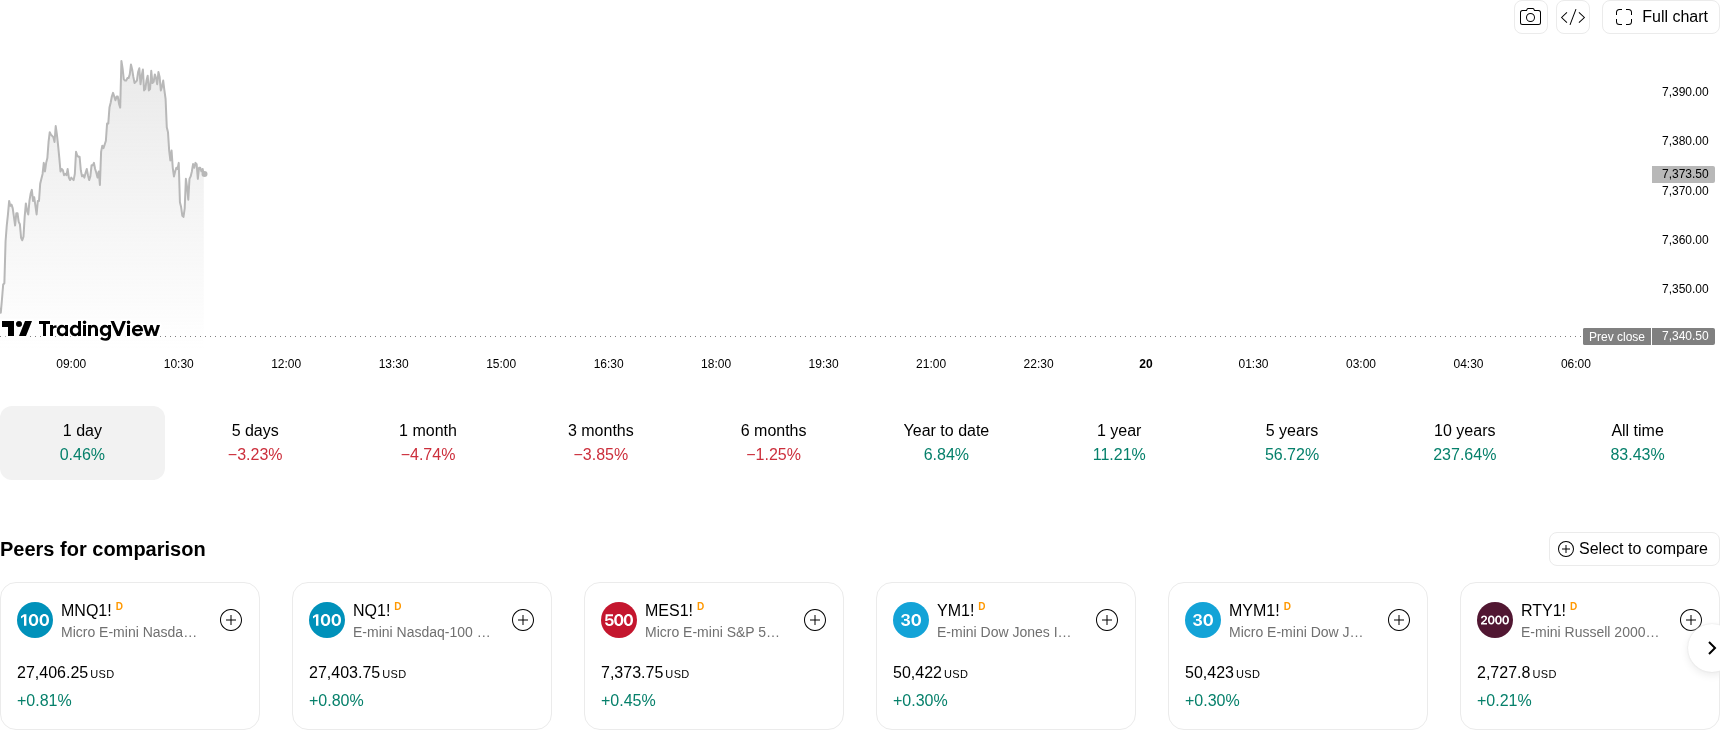 Full chart
7,390.00
7,380.00
7,373.50
7,370.00
7,360.00
7,350.00
TradingView
Prev close 7,340.50
09:00 10:30 12:00 13:30 15:00 16:30 18:00 19:30 21:00 22:30 20 01:30 03:00 04:30 06:00
1 day 5 days 1 month 3 months 6 months Year to date 1 year 5 years 10 years All time
0.46% −3.23% −4.74% −3.85% −1.25% 6.84% 11.21% 56.72% 237.64% 83.43%
Peers for comparison
Select to compare
100 MNQ1! D
Micro E-mini Nasda…
27,406.25 USD
+0.81%
100 NQ1! D
E-mini Nasdaq-100 …
27,403.75 USD
+0.80%
500 MES1! D
Micro E-mini S&P 5…
7,373.75 USD
+0.45%
30 YM1! D
E-mini Dow Jones I…
50,422 USD
+0.30%
30 MYM1! D
Micro E-mini Dow J…
50,423 USD
+0.30%
2000 RTY1! D
E-mini Russell 2000…
2,727.8 USD
+0.21%